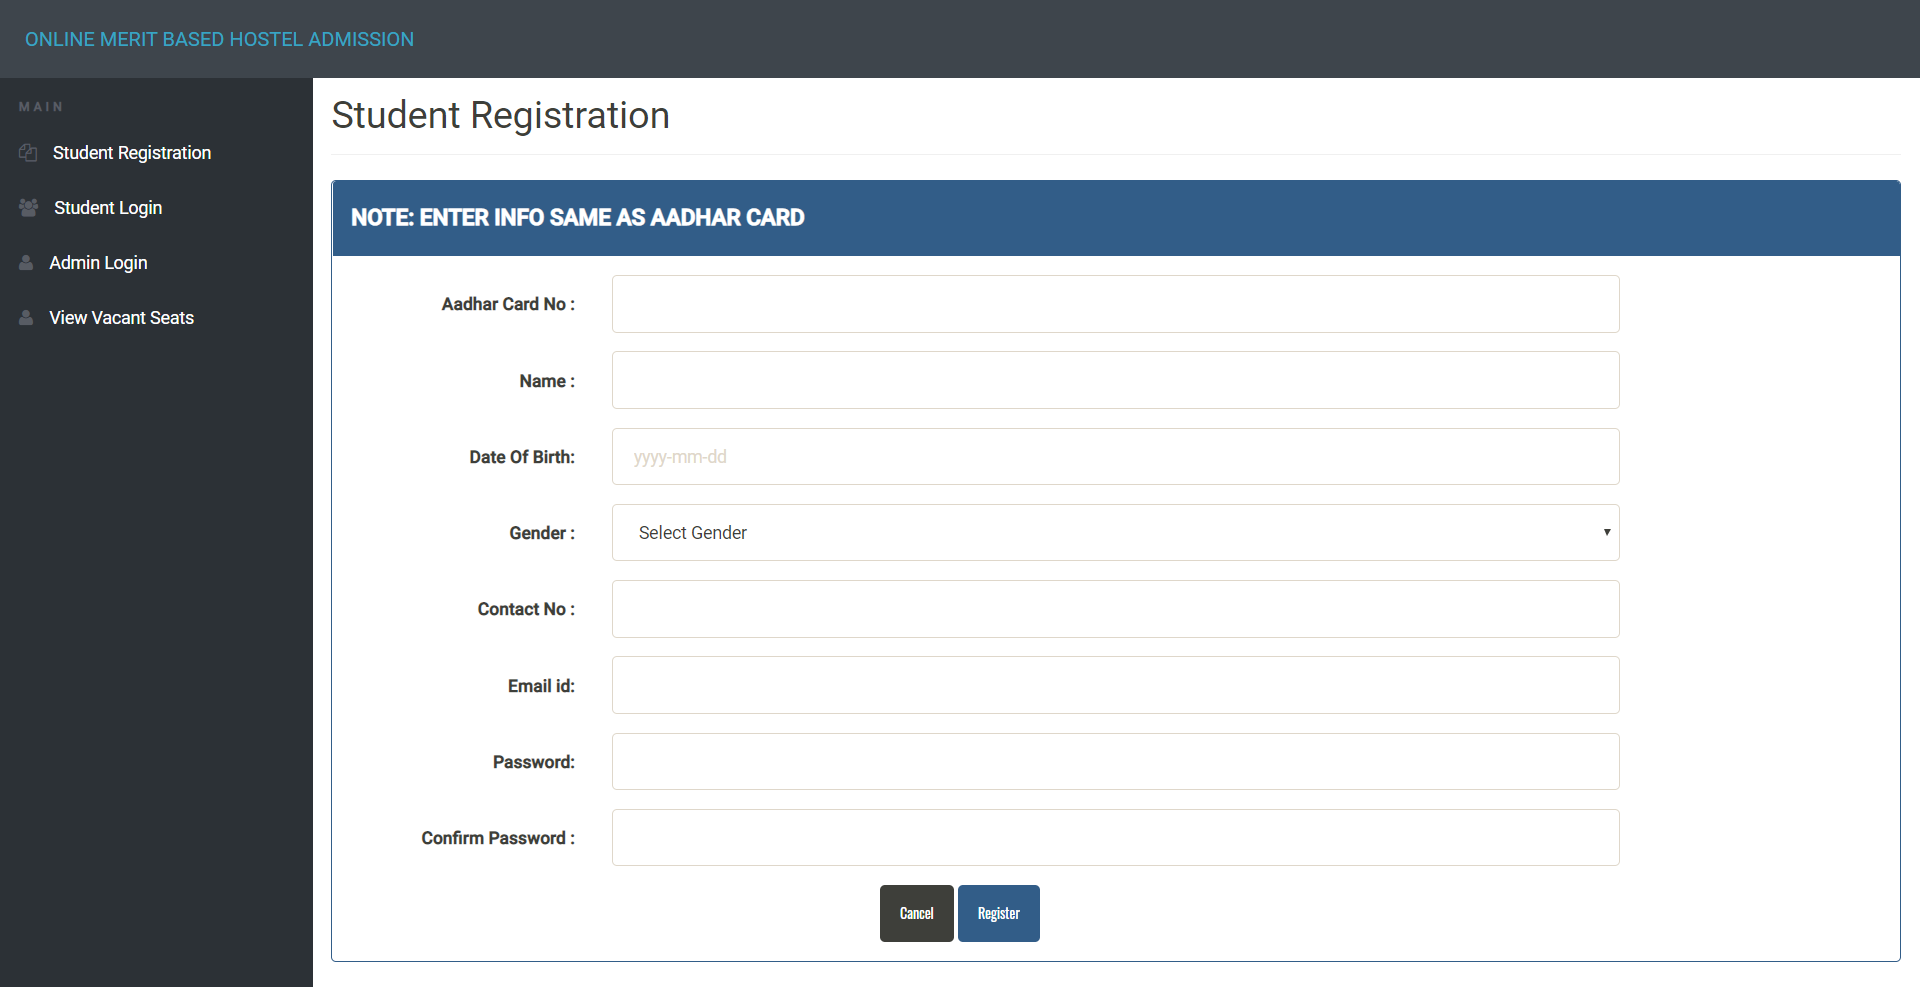 ONLINE MERIT BASED HOSTEL ADMISSION
MAIN
Student Registration
Student Login
Admin Login
View Vacant Seats
Student Registration
NOTE: ENTER INFO SAME AS AADHAR CARD
Aadhar Card No :
Name :
Date Of Birth:
yyyy-mm-dd
Gender :
Select Gender
Contact No :
Email id:
Password:
Confirm Password :
Cancel
Register